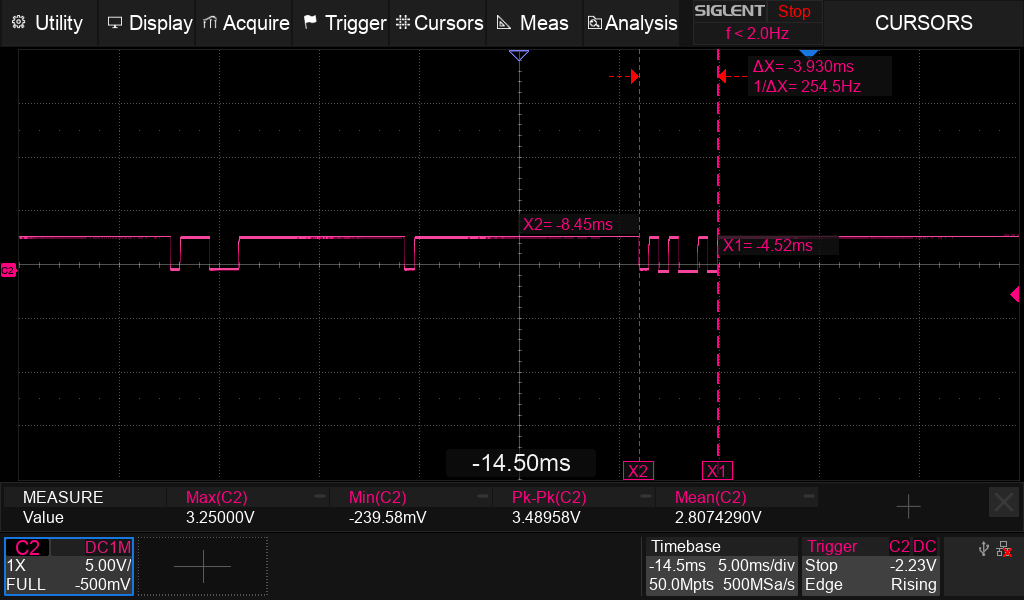 Utility Display Acquire Trigger Cursors Meas Analysis SIGLENT Stop CURSORS
f < 2.0Hz
ΔX= -3.930ms
1/ΔX= 254.5Hz
X2= -8.45ms
X1= -4.52ms
C2
-14.50ms
X2 X1
MEASURE Max(C2) Min(C2) Pk-Pk(C2) Mean(C2)
Value 3.25000V -239.58mV 3.48958V 2.8074290V
C2 DC1M Timebase Trigger C2 DC
1X 5.00V/ -14.5ms 5.00ms/div Stop -2.23V
FULL -500mV 50.0Mpts 500MSa/s Edge Rising